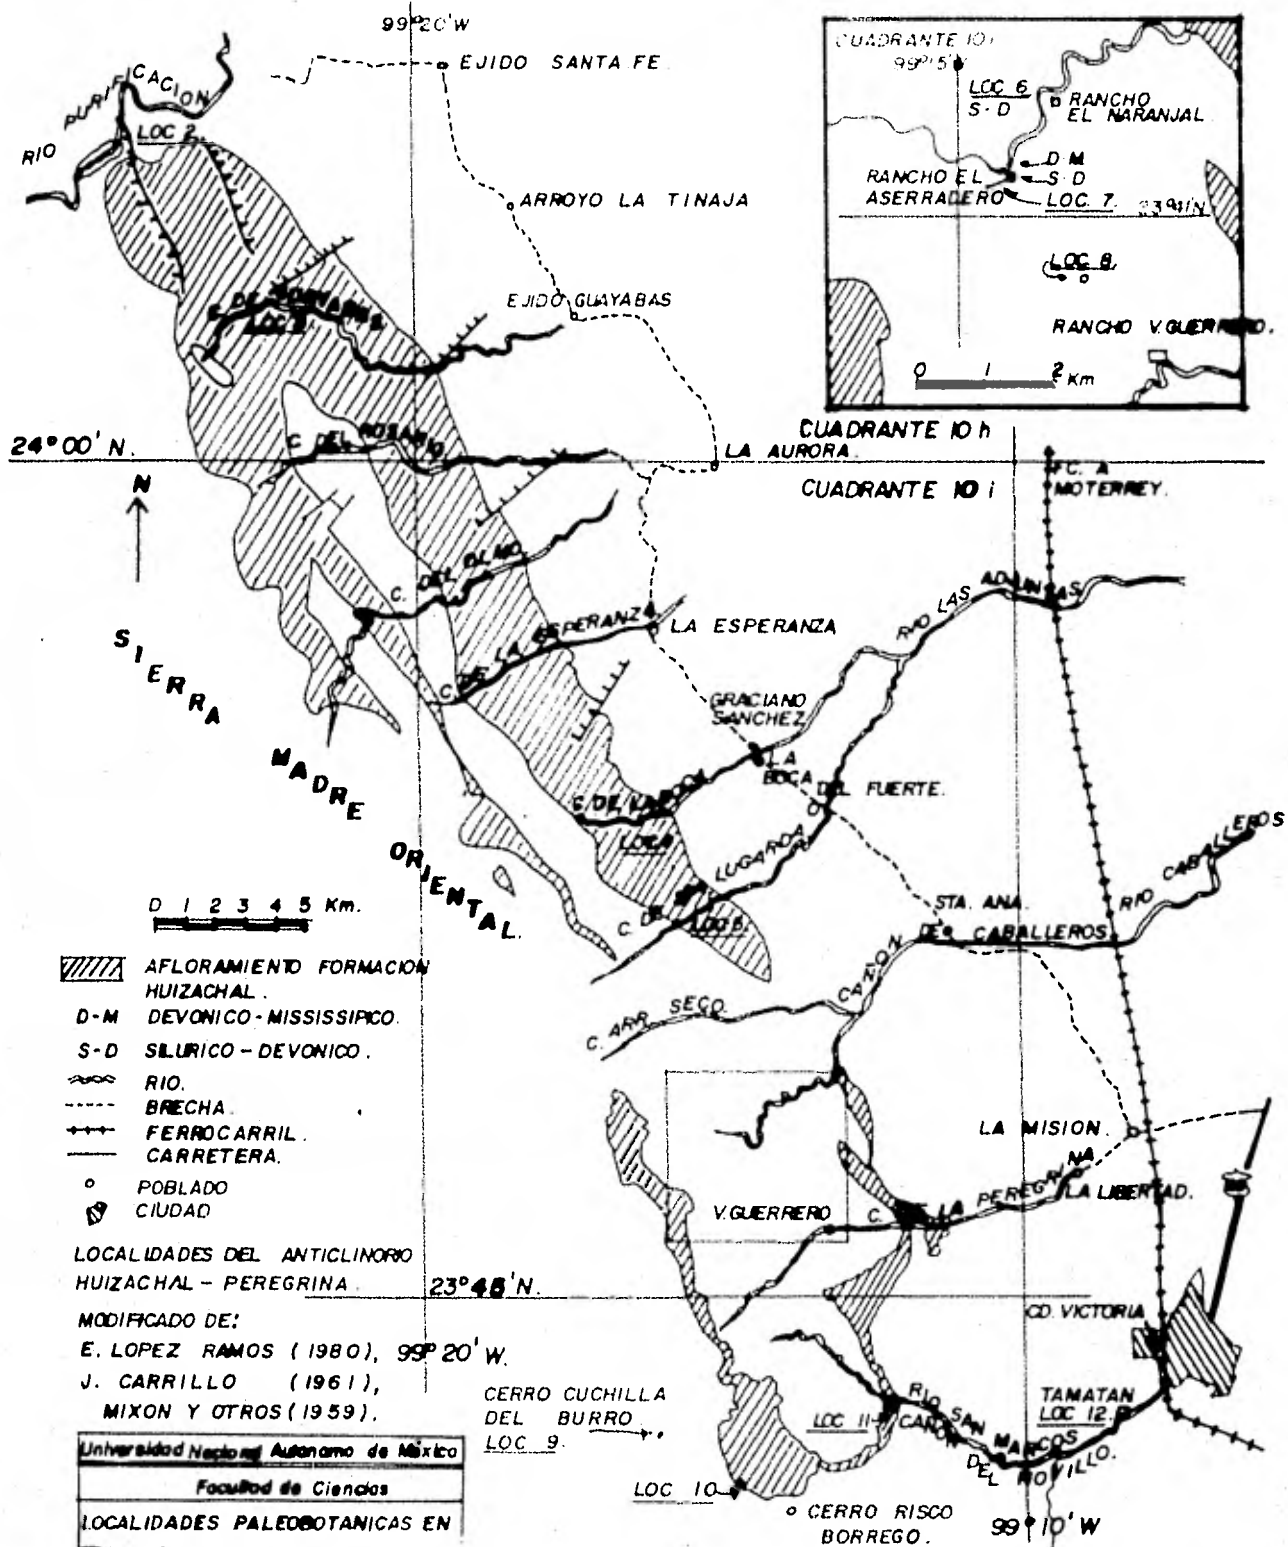 99°20'W
EJIDO SANTA FE.
RIO PURIFICACION
LOC 2.
ARROYO LA TINAJA
EJIDO GUAYABAS
CUADRANTE 10 i
99°15'W
LOC 6
S-D
RANCHO
EL NARANJAL.
D-M
S-D
RANCHO EL
ASERRADERO
LOC. 7.
23°41'N
LOC 8
RANCHO V. GUERRERO.
0 1 2 Km
C. DEL ROSARIO
24°00' N.
CUADRANTE 10 h
LA AURORA.
CUADRANTE 10 i
F.C. A
MOTERREY.
N
C. DEL OLMO
C. DE LA ESPERANZA
LA ESPERANZA
RIO LAS ADJUNTAS
SIERRA MADRE ORIENTAL.
GRACIANO
SANCHEZ
LA
BOCA
C. DE LA BOCA
DEL FUERTE.
C. DE LUGARDA
LOC 5
STA. ANA.
CAÑON DE CABALLEROS
RIO CABALLEROS
C. ARR. SECO.
0 1 2 3 4 5 Km.
AFLORAMIENTO FORMACION
HUIZACHAL.
D-M DEVONICO-MISSISSIPICO.
S-D SILURICO-DEVONICO.
RIO.
BRECHA.
FERROCARRIL.
CARRETERA.
POBLADO
CIUDAD
LA MISION.
C. DE LA PEREGRINA
LA LIBERTAD.
V. GUERRERO
LOCALIDADES DEL ANTICLINORIO
HUIZACHAL-PEREGRINA.
23°45'N.
MODIFICADO DE:
E. LOPEZ RAMOS (1980),
99°20'W.
J. CARRILLO (1961),
MIXON Y OTROS (1959).
CD. VICTORIA
CERRO CUCHILLA
DEL BURRO
LOC 9.
TAMATAN
LOC 12.
LOC 11
RIO SAN MARCOS
CAÑON DEL NOVILLO.
LOC 10
CERRO RISCO
BORREGO.
99°10'W
Universidad Nacional Autonoma de México
Facultad de Ciencias
LOCALIDADES PALEOBOTANICAS EN